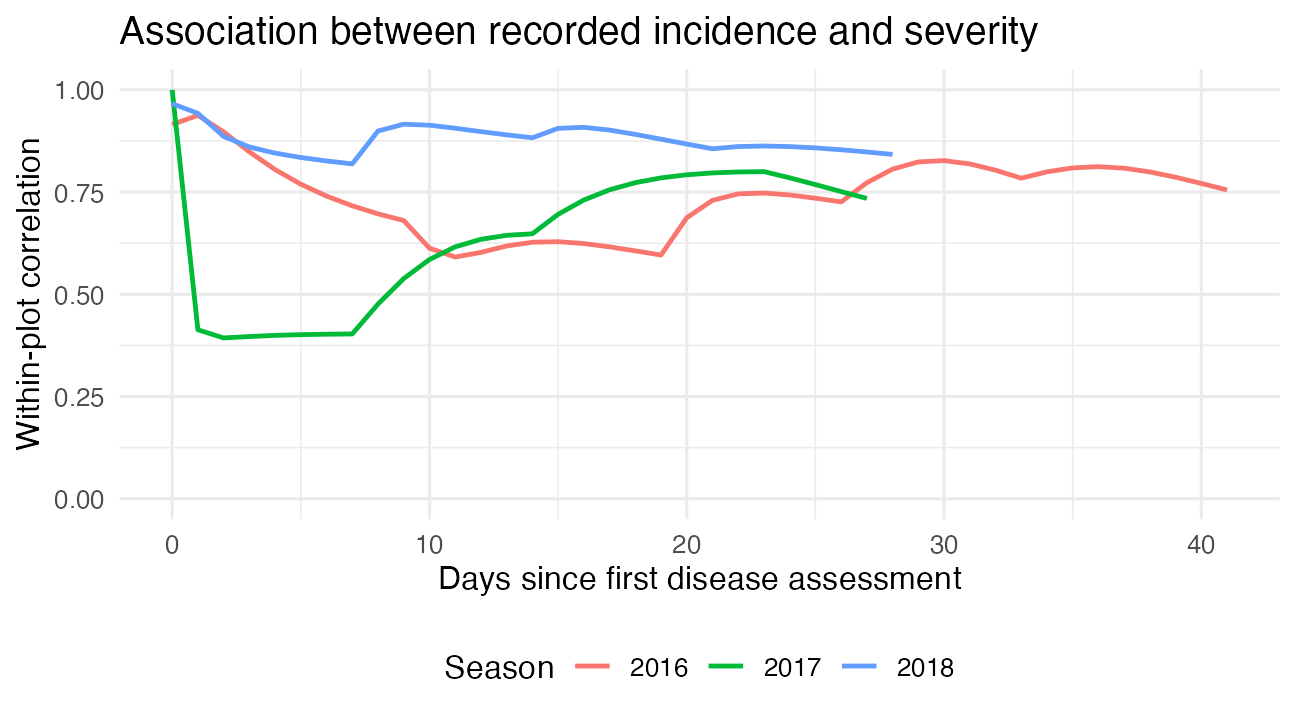 Association between recorded incidence and severity
Within-plot correlation
1.00
0.75
0.50
0.25
0.00
0 10 20 30 40
Days since first disease assessment
Season 2016 2017 2018